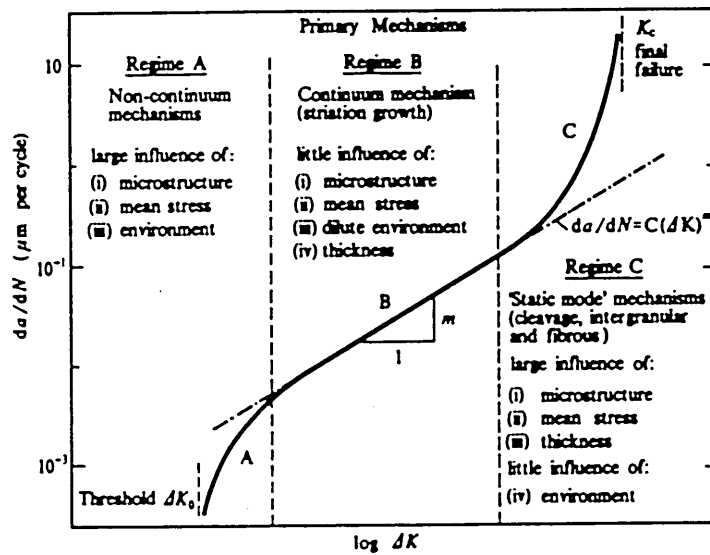 Primary Mechanisms
Regime A
Non-continuum
mechanisms
large influence of:
(i) microstructure
(ii) mean stress
(iii) environment
Regime B
Continuum mechanism
(striation growth)
little influence of:
(i) microstructure
(ii) mean stress
(iii) dilute environment
(iv) thickness
K_c
final
failure
C
da/dN = C(ΔK)^m
Regime C
'Static mode' mechanisms
(cleavage, intergranular
and fibrous)
large influence of:
(i) microstructure
(ii) mean stress
(iii) thickness
little influence of:
(iv) environment
B
m
1
A
Threshold ΔK₀
10
10⁻¹
10⁻³
da/dN (μm per cycle)
log ΔK